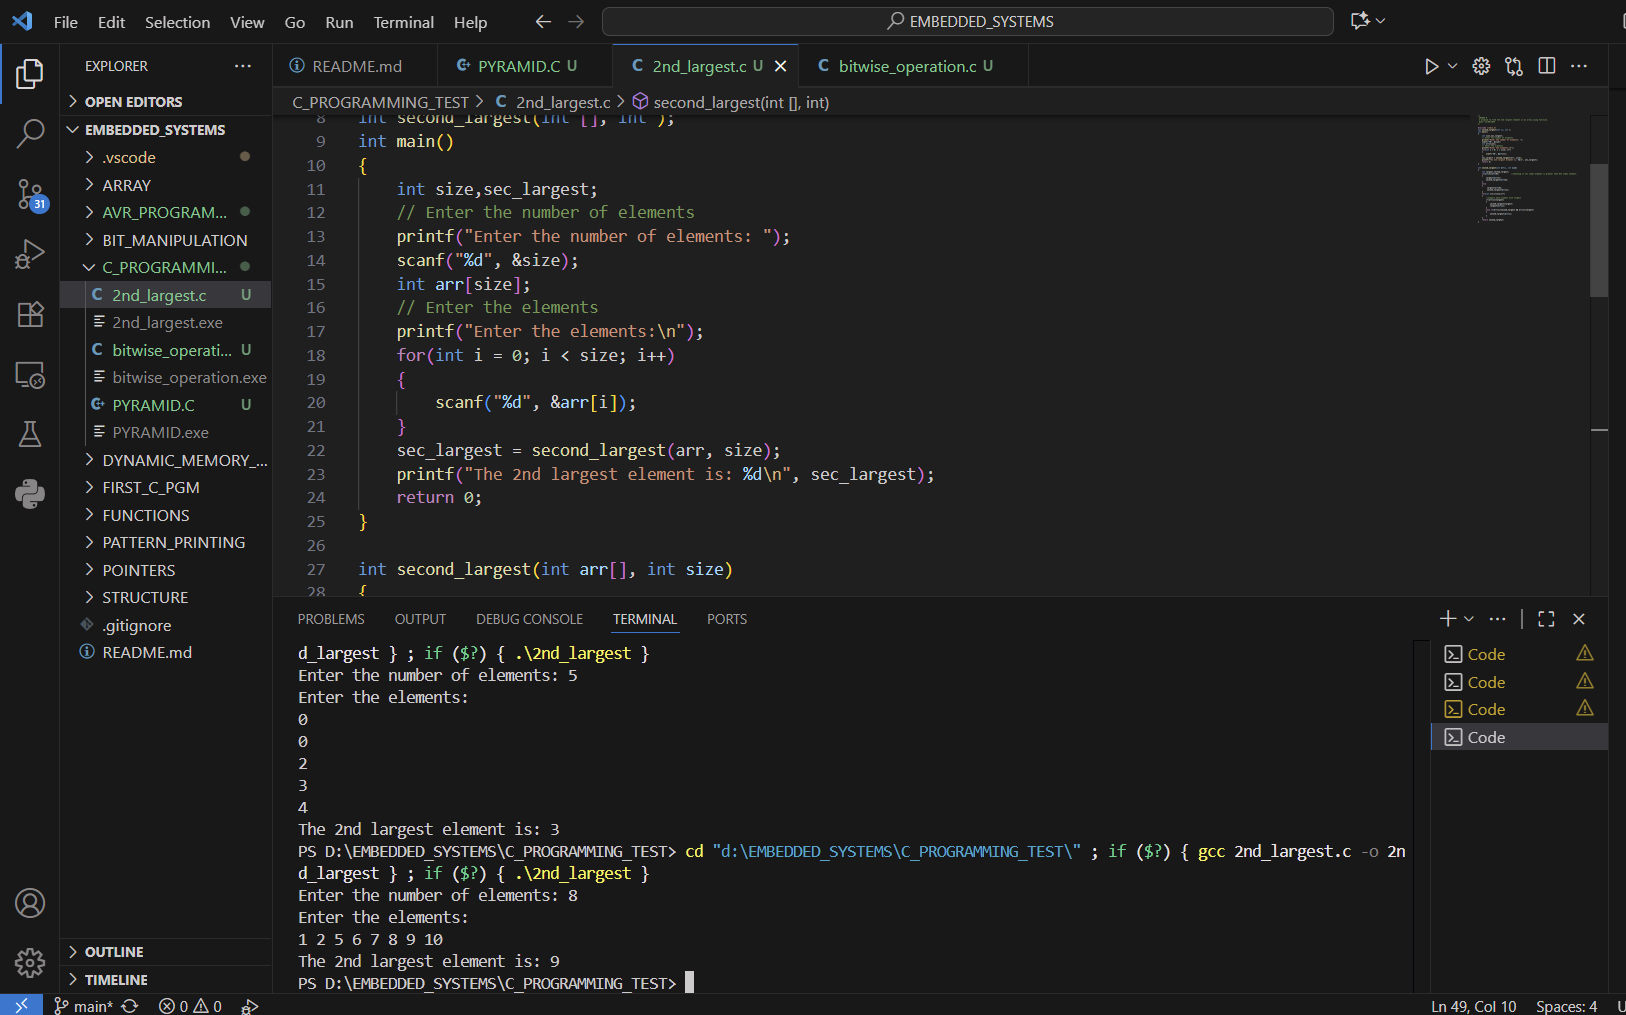 File Edit Selection View Go Run Terminal Help
EMBEDDED_SYSTEMS
EXPLORER
OPEN EDITORS
EMBEDDED_SYSTEMS
.vscode
ARRAY
AVR_PROGRAM...
BIT_MANIPULATION
C_PROGRAMMI...
C 2nd_largest.c U
2nd_largest.exe
C bitwise_operati... U
bitwise_operation.exe
PYRAMID.C U
PYRAMID.exe
DYNAMIC_MEMORY_...
FIRST_C_PGM
FUNCTIONS
PATTERN_PRINTING
POINTERS
STRUCTURE
.gitignore
README.md
OUTLINE
TIMELINE
31
README.md
PYRAMID.C U
C 2nd_largest.c U
C bitwise_operation.c U
C_PROGRAMMING_TEST > C 2nd_largest.c > second_largest(int [], int)
8 int second_largest(int [], int );
9 int main()
10 {
11 int size,sec_largest;
12 // Enter the number of elements
13 printf("Enter the number of elements: ");
14 scanf("%d", &size);
15 int arr[size];
16 // Enter the elements
17 printf("Enter the elements:\n");
18 for(int i = 0; i < size; i++)
19 {
20 scanf("%d", &arr[i]);
21 }
22 sec_largest = second_largest(arr, size);
23 printf("The 2nd largest element is: %d\n", sec_largest);
24 return 0;
25 }
26
27 int second_largest(int arr[], int size)
28 {
PROBLEMS OUTPUT DEBUG CONSOLE TERMINAL PORTS
d_largest } ; if ($?) { .\2nd_largest }
Enter the number of elements: 5
Enter the elements:
0
0
2
3
4
The 2nd largest element is: 3
PS D:\EMBEDDED_SYSTEMS\C_PROGRAMMING_TEST> cd "d:\EMBEDDED_SYSTEMS\C_PROGRAMMING_TEST\" ; if ($?) { gcc 2nd_largest.c -o 2n
d_largest } ; if ($?) { .\2nd_largest }
Enter the number of elements: 8
Enter the elements:
1 2 5 6 7 8 9 10
The 2nd largest element is: 9
PS D:\EMBEDDED_SYSTEMS\C_PROGRAMMING_TEST>
Code
Code
Code
Code
main* 0 0
Ln 49, Col 10 Spaces: 4 U